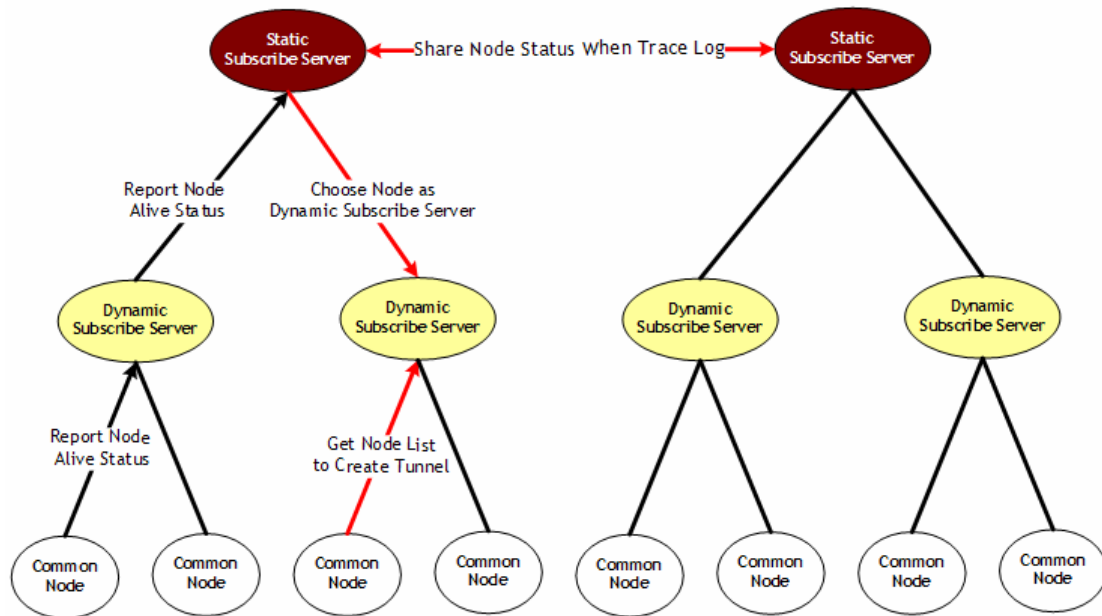 Static
Subscribe Server
Share Node Status When Trace Log
Static
Subscribe Server
Report Node
Alive Status
Choose Node as
Dynamic Subscribe Server
Dynamic
Subscribe Server
Dynamic
Subscribe Server
Dynamic
Subscribe Server
Dynamic
Subscribe Server
Report Node
Alive Status
Get Node List
to Create Tunnel
Common
Node
Common
Node
Common
Node
Common
Node
Common
Node
Common
Node
Common
Node
Common
Node